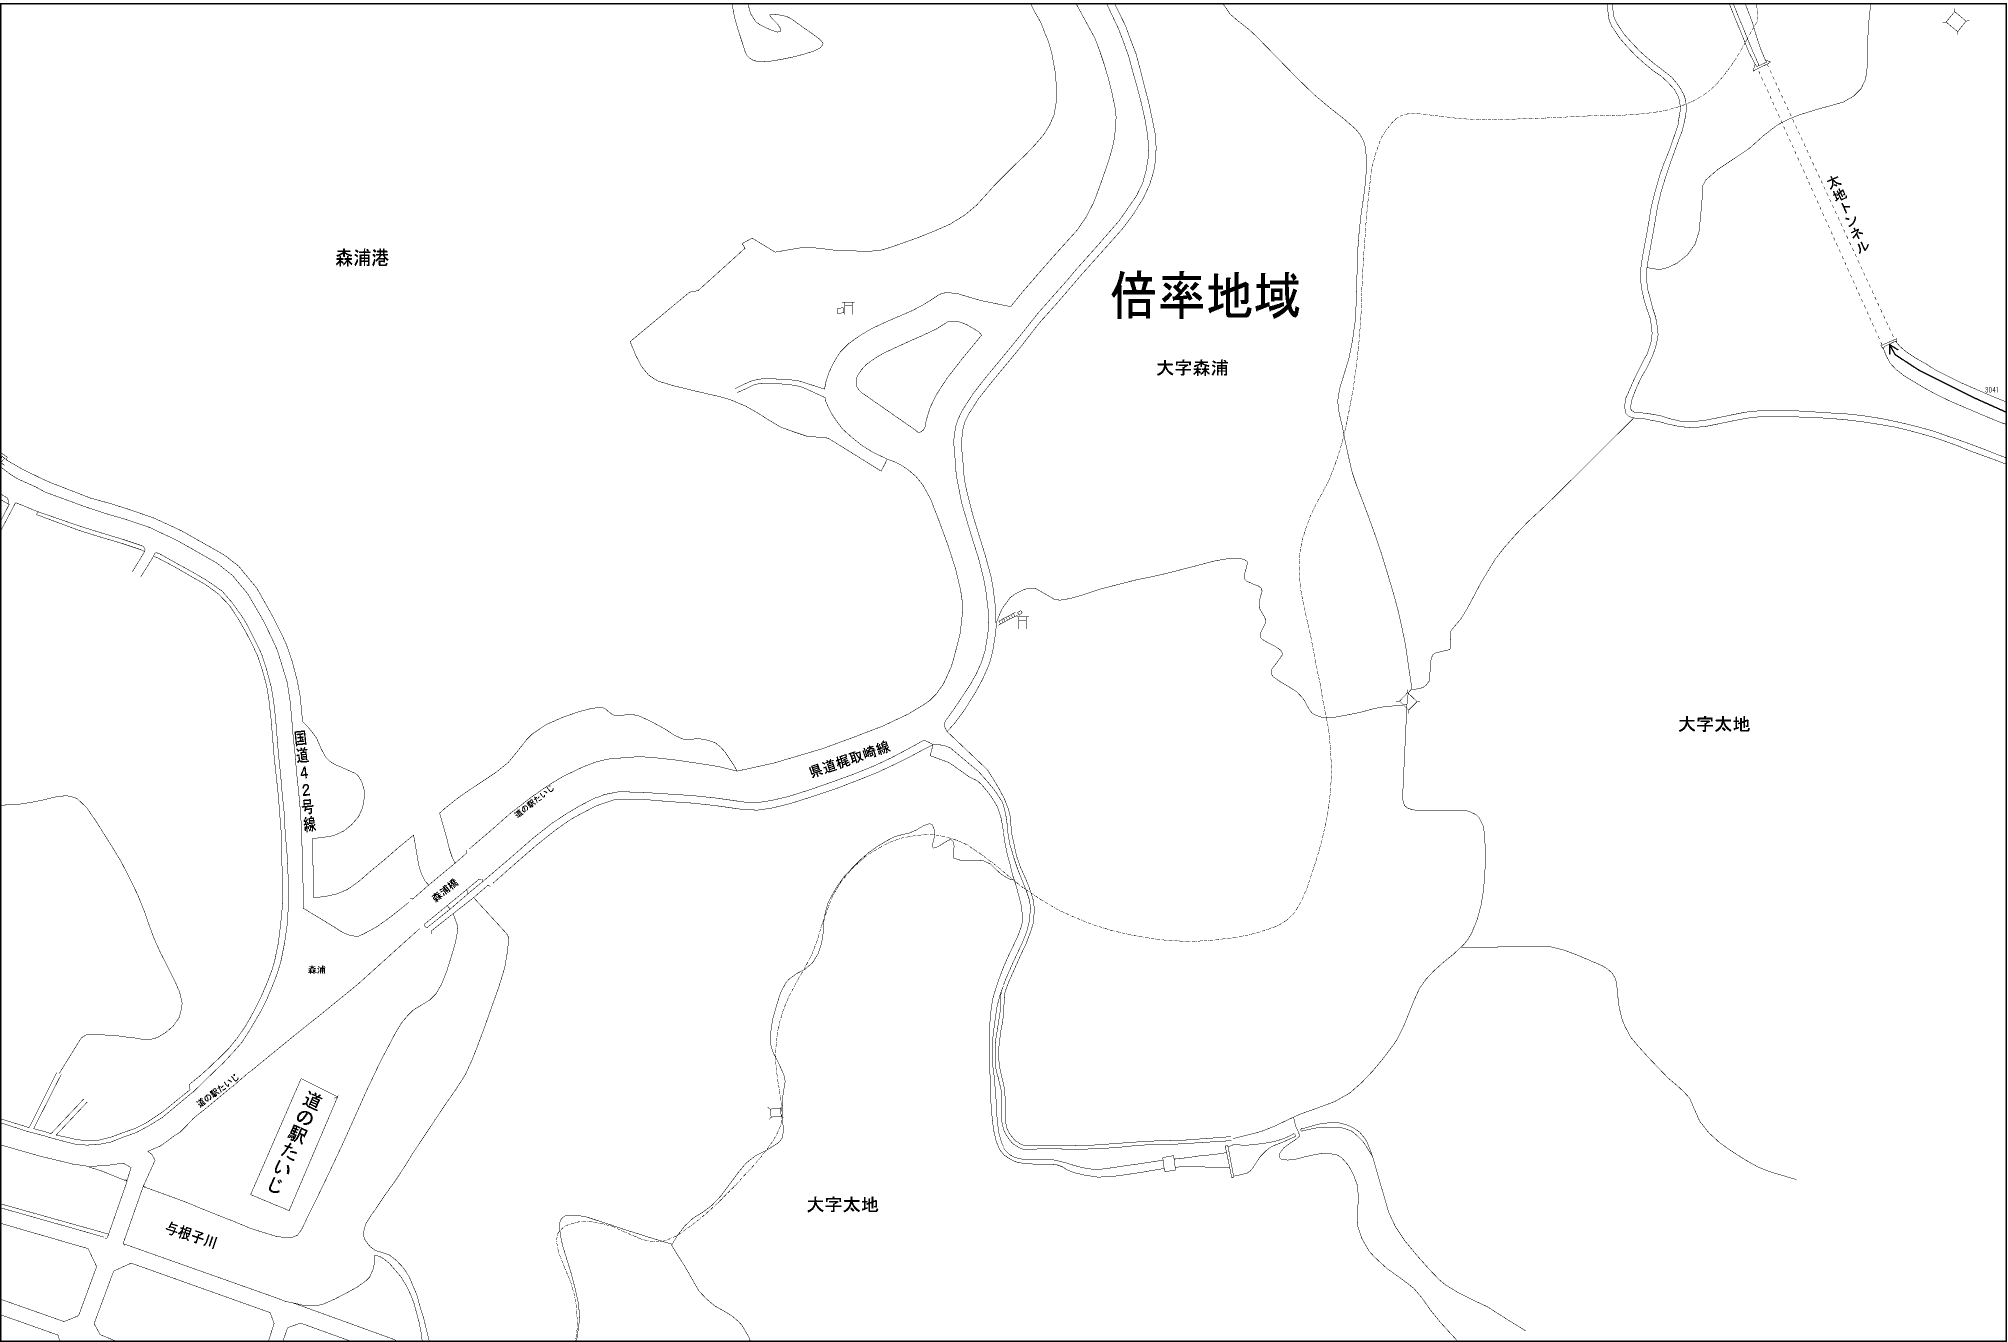 太地トンネル
森浦港
倍率地域
大字森浦
3041
大字太地
国道42号線
県道梶取崎線
道の駅たいじ
森浦橋
森浦
道の駅たいじ
道の駅たいじ
大字太地
与根子川